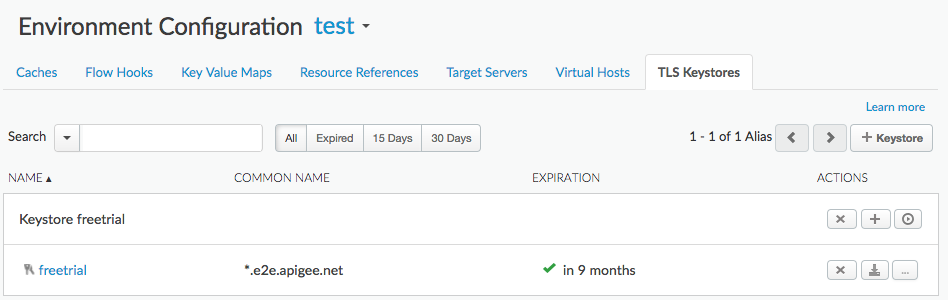 Environment Configuration test
Caches Flow Hooks Key Value Maps Resource References Target Servers Virtual Hosts TLS Keystores
Learn more
Search All Expired 15 Days 30 Days 1 - 1 of 1 Alias + Keystore
NAME COMMON NAME EXPIRATION ACTIONS
Keystore freetrial
freetrial *.e2e.apigee.net in 9 months ...